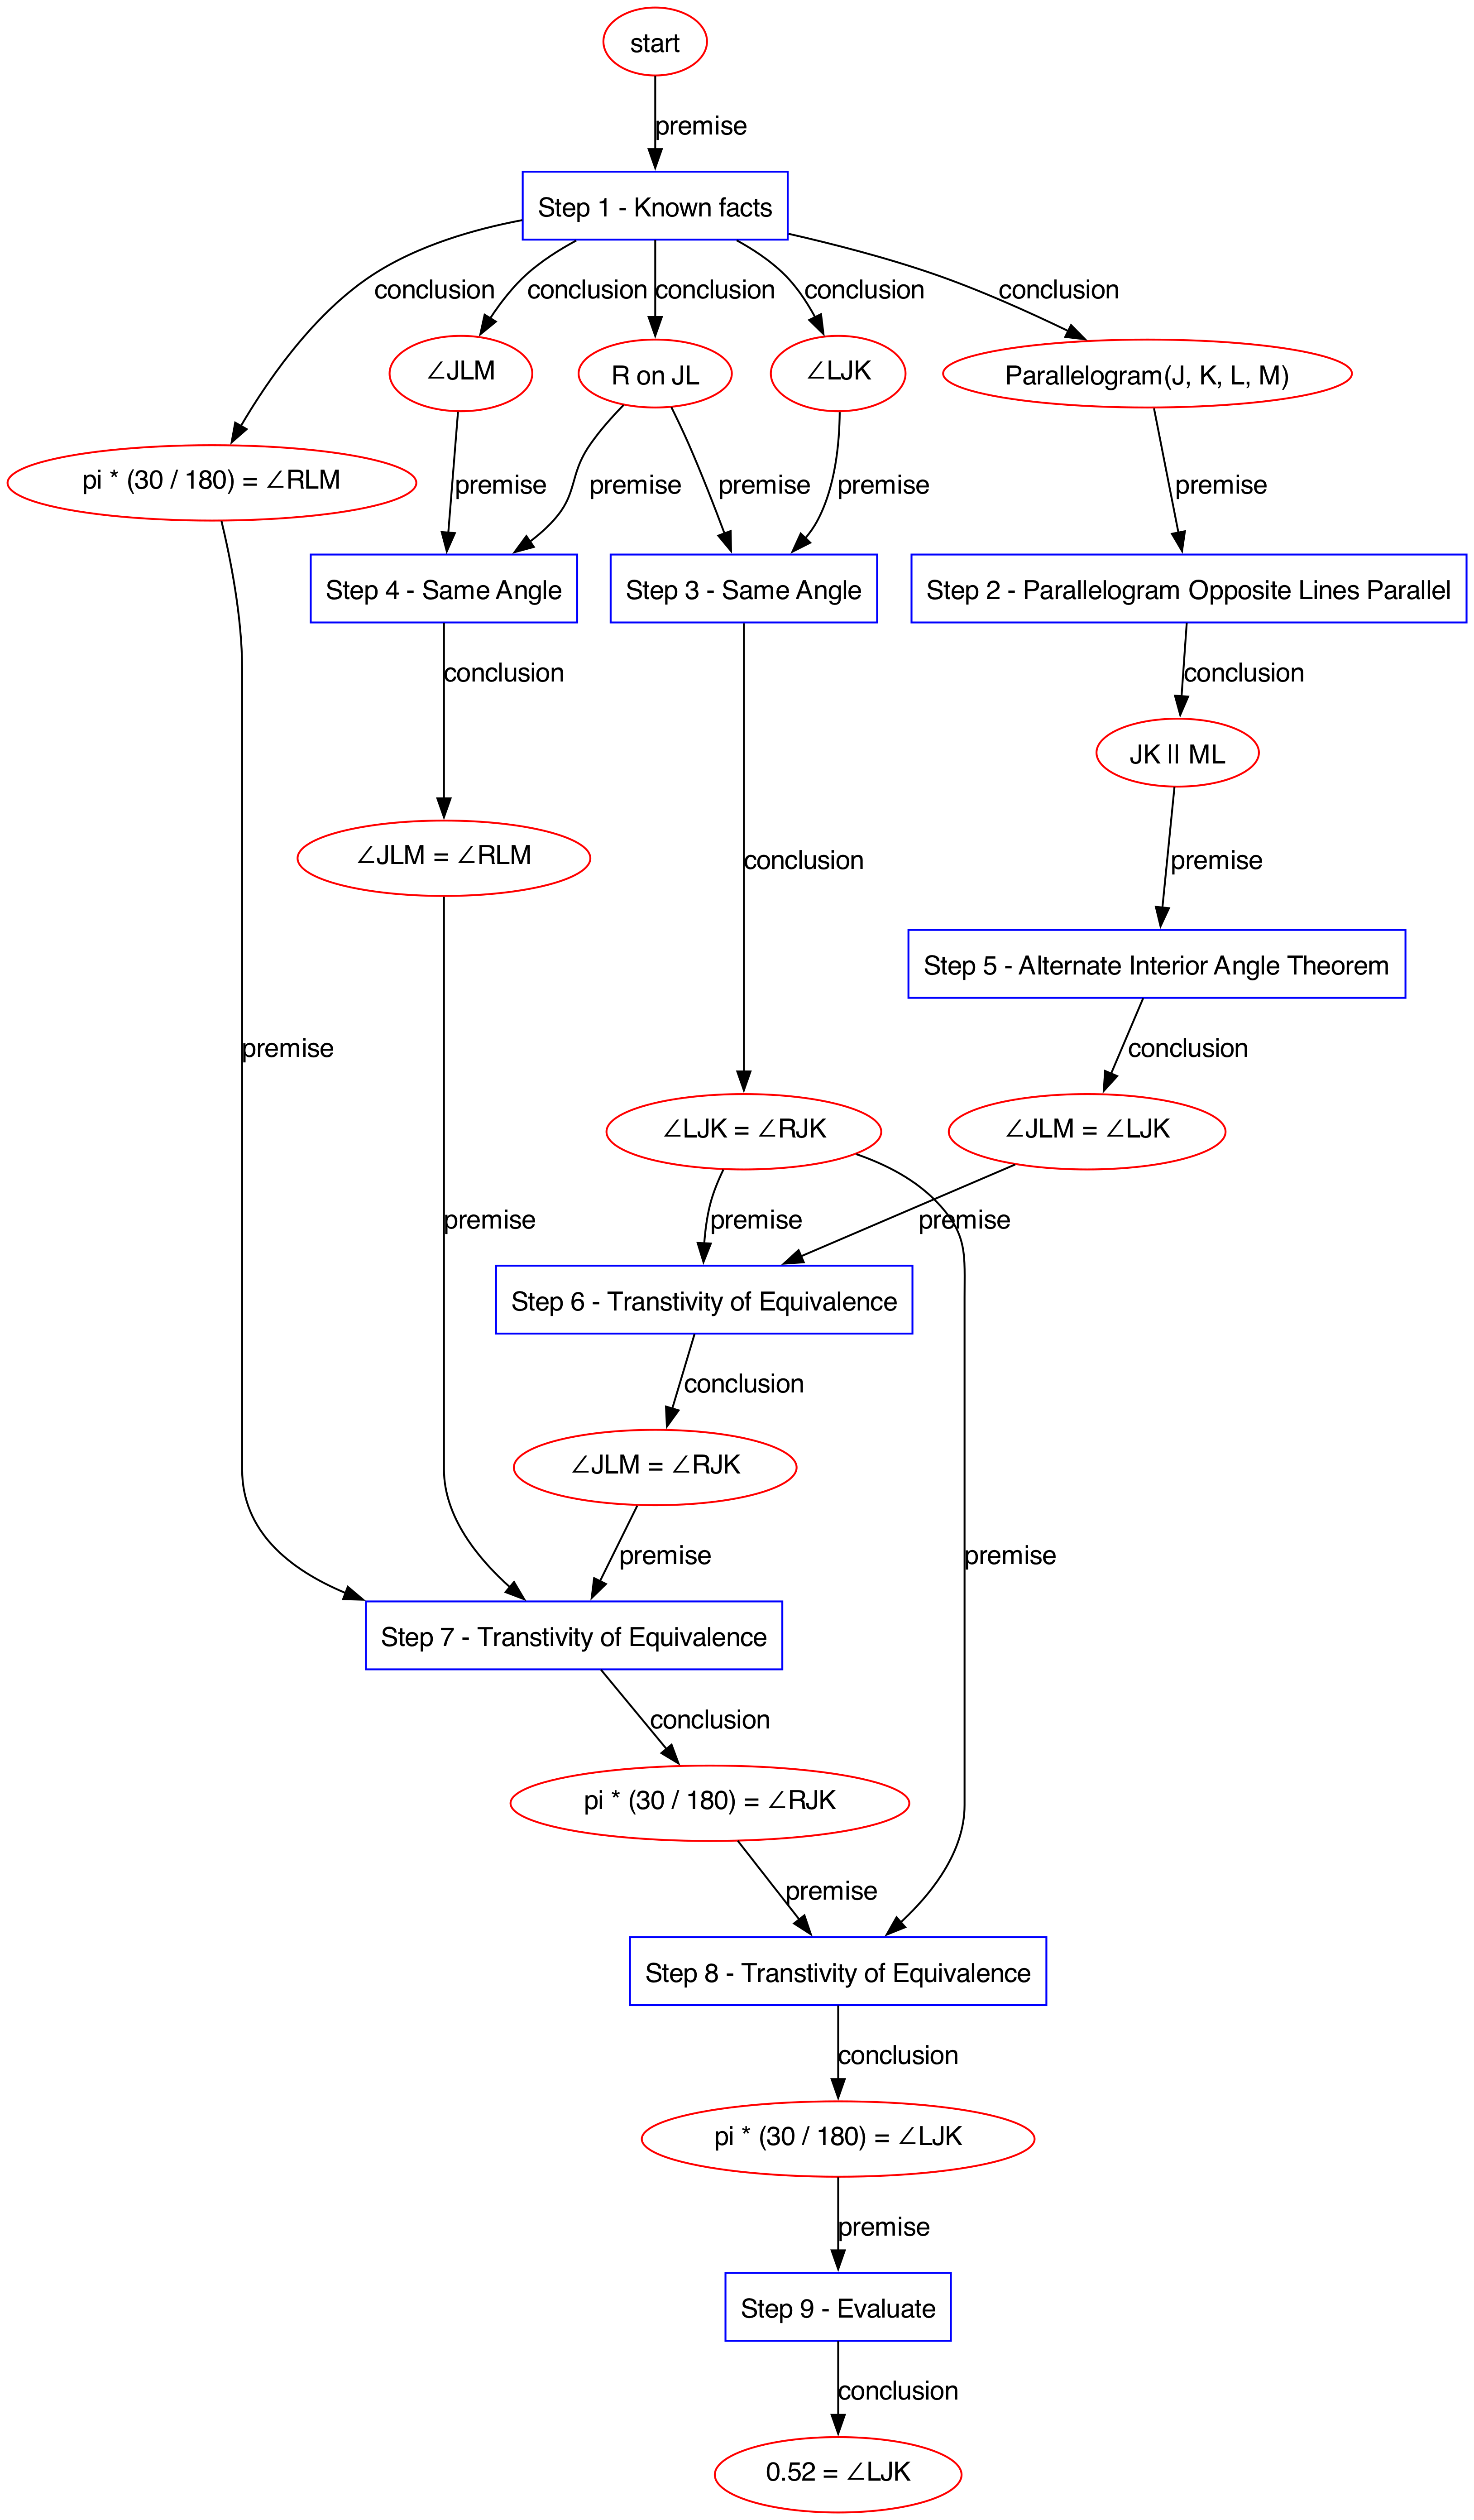 start
premise
Step 1 - Known facts
conclusion
conclusion
conclusion
conclusion
conclusion
∠JLM
R on JL
∠LJK
Parallelogram(J, K, L, M)
pi * (30 / 180) = ∠RLM
premise
premise
premise
premise
premise
Step 4 - Same Angle
Step 3 - Same Angle
Step 2 - Parallelogram Opposite Lines Parallel
conclusion
conclusion
JK || ML
∠JLM = ∠RLM
conclusion
premise
Step 5 - Alternate Interior Angle Theorem
premise
conclusion
∠LJK = ∠RJK
∠JLM = ∠LJK
premise
premise
premise
Step 6 - Transtivity of Equivalence
conclusion
∠JLM = ∠RJK
premise
premise
Step 7 - Transtivity of Equivalence
conclusion
pi * (30 / 180) = ∠RJK
premise
Step 8 - Transtivity of Equivalence
conclusion
pi * (30 / 180) = ∠LJK
premise
Step 9 - Evaluate
conclusion
0.52 = ∠LJK